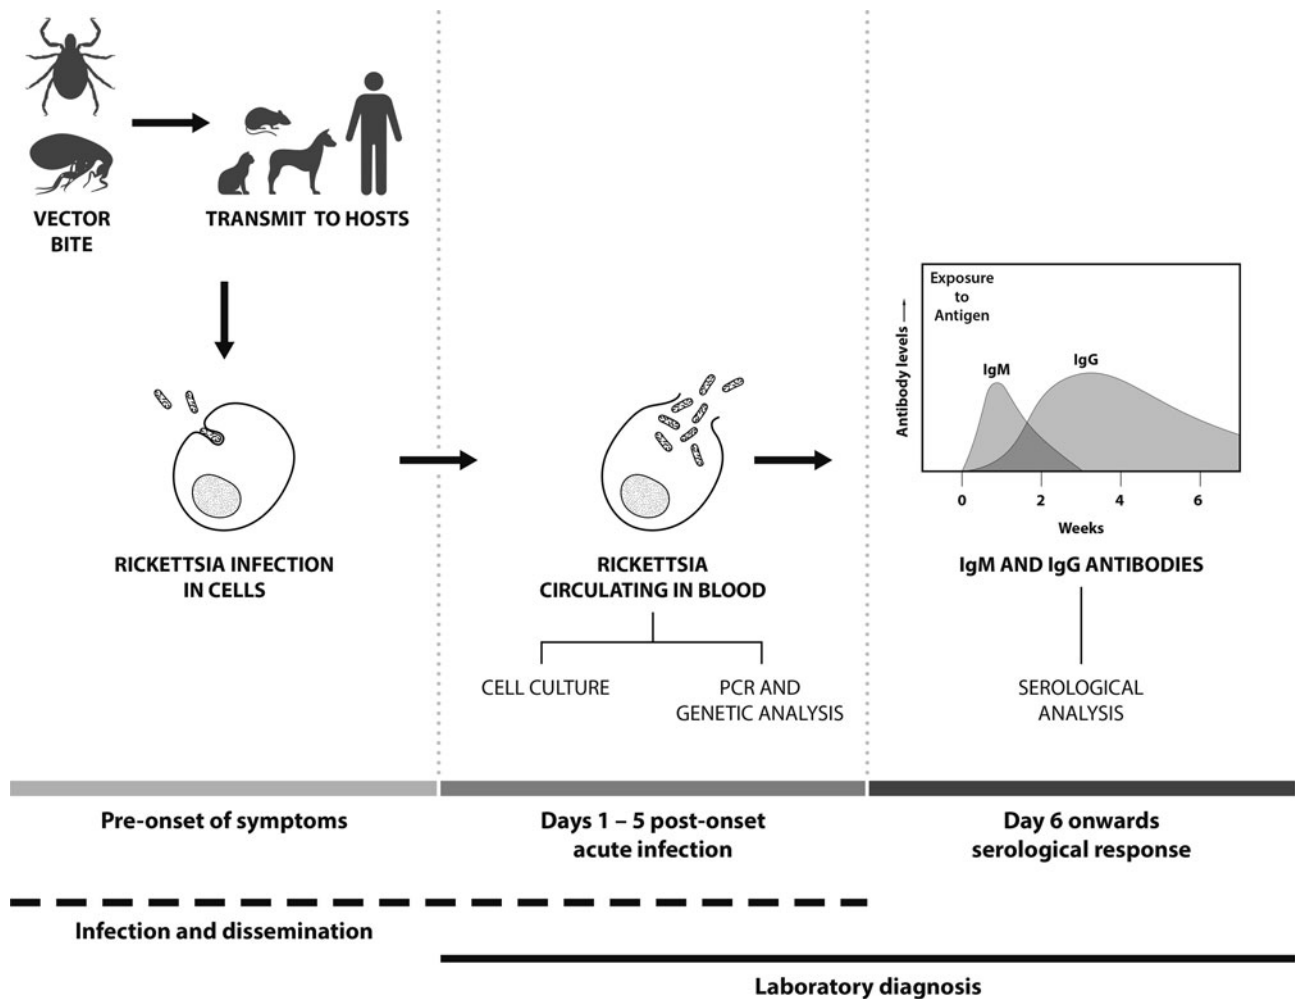 VECTOR
BITE
TRANSMIT TO HOSTS
RICKETTSIA INFECTION
IN CELLS
RICKETTSIA
CIRCULATING IN BLOOD
CELL CULTURE
PCR AND
GENETIC ANALYSIS
Exposure
to
Antigen
Antibody levels
IgM
IgG
0
2
4
6
Weeks
IgM AND IgG ANTIBODIES
SEROLOGICAL
ANALYSIS
Pre-onset of symptoms
Days 1 – 5 post-onset
acute infection
Day 6 onwards
serological response
Infection and dissemination
Laboratory diagnosis